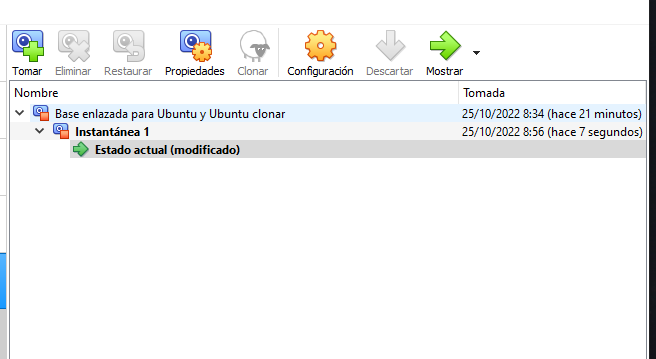 Tomar Eliminar Restaurar Propiedades Clonar Configuración Descartar Mostrar
Nombre Tomada
Base enlazada para Ubuntu y Ubuntu clonar 25/10/2022 8:34 (hace 21 minutos)
Instantánea 1 25/10/2022 8:56 (hace 7 segundos)
Estado actual (modificado)